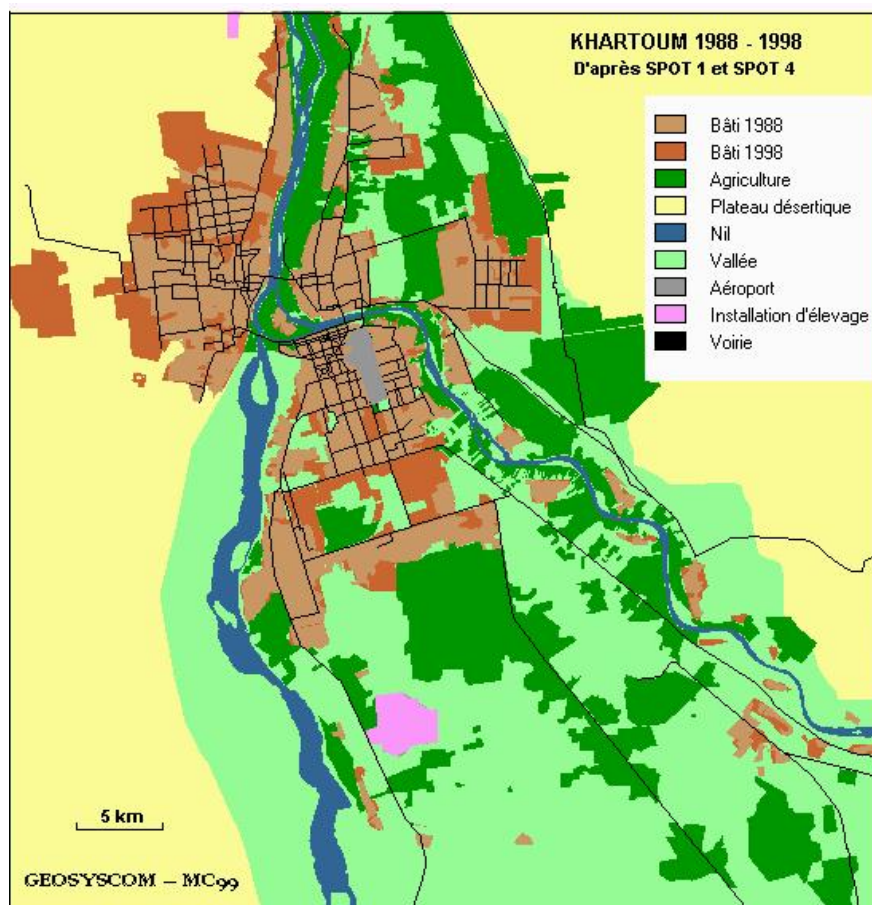 KHARTOUM 1988 - 1998
D'après SPOT 1 et SPOT 4
Bâti 1988
Bâti 1998
Agriculture
Plateau désertique
Nil
Vallée
Aéroport
Installation d'élevage
Voirie
5 km
GEOSYSCOM – MC99